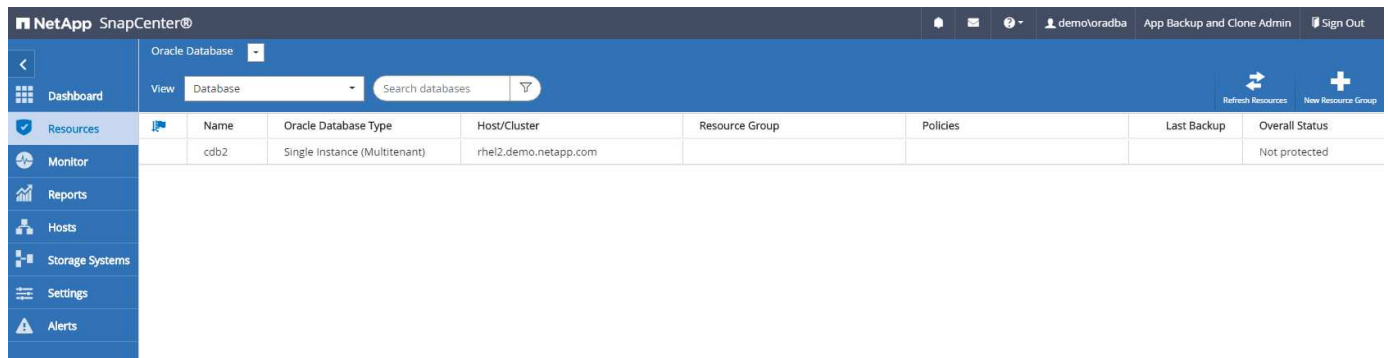 NetApp SnapCenter® demo\oradba App Backup and Clone Admin Sign Out
Oracle Database
View Database Search databases
Refresh Resources New Resource Group
Dashboard
Resources
Monitor
Reports
Hosts
Storage Systems
Settings
Alerts
Name Oracle Database Type Host/Cluster Resource Group Policies Last Backup Overall Status
cdb2 Single Instance (Multitenant) rhel2.demo.netapp.com Not protected